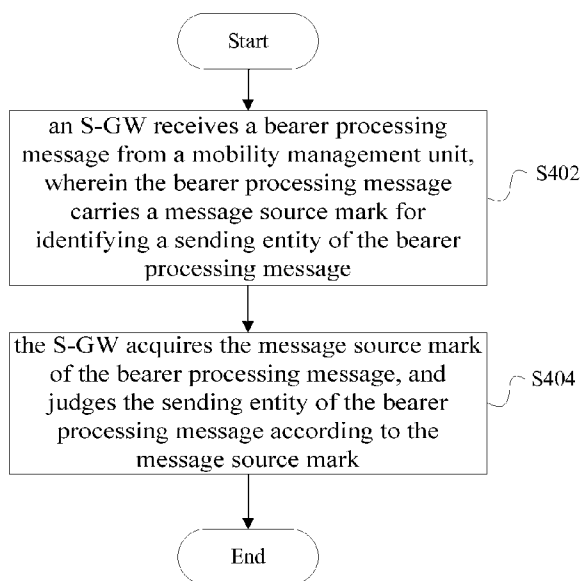 Start
an S-GW receives a bearer processing
message from a mobility management unit,
wherein the bearer processing message
carries a message source mark for
identifying a sending entity of the bearer
processing message
S402
the S-GW acquires the message source mark
of the bearer processing message, and
judges the sending entity of the bearer
processing message according to the
message source mark
S404
End